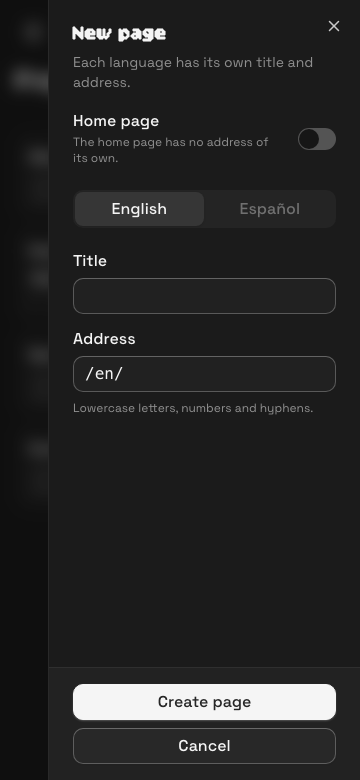 New page
Each language has its own title and
address.
Home page
The home page has no address of
its own.
English
Español
Title
Address
/en/
Lowercase letters, numbers and hyphens.
Create page
Cancel